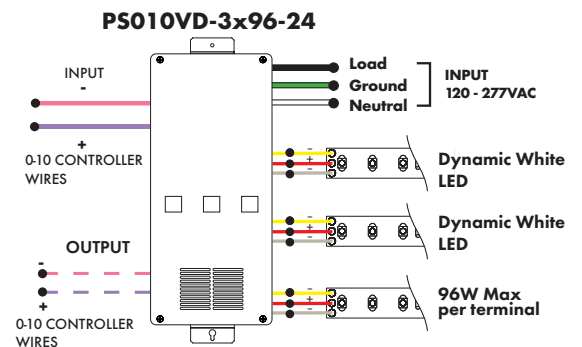 PS010VD-3x96-24
INPUT
-
+
0-10 CONTROLLER
WIRES
OUTPUT
-
+
0-10 CONTROLLER
WIRES
Load
Ground
Neutral
INPUT
120 - 277VAC
-
+
-
Dynamic White
LED
-
+
-
Dynamic White
LED
-
+
-
96W Max
per terminal